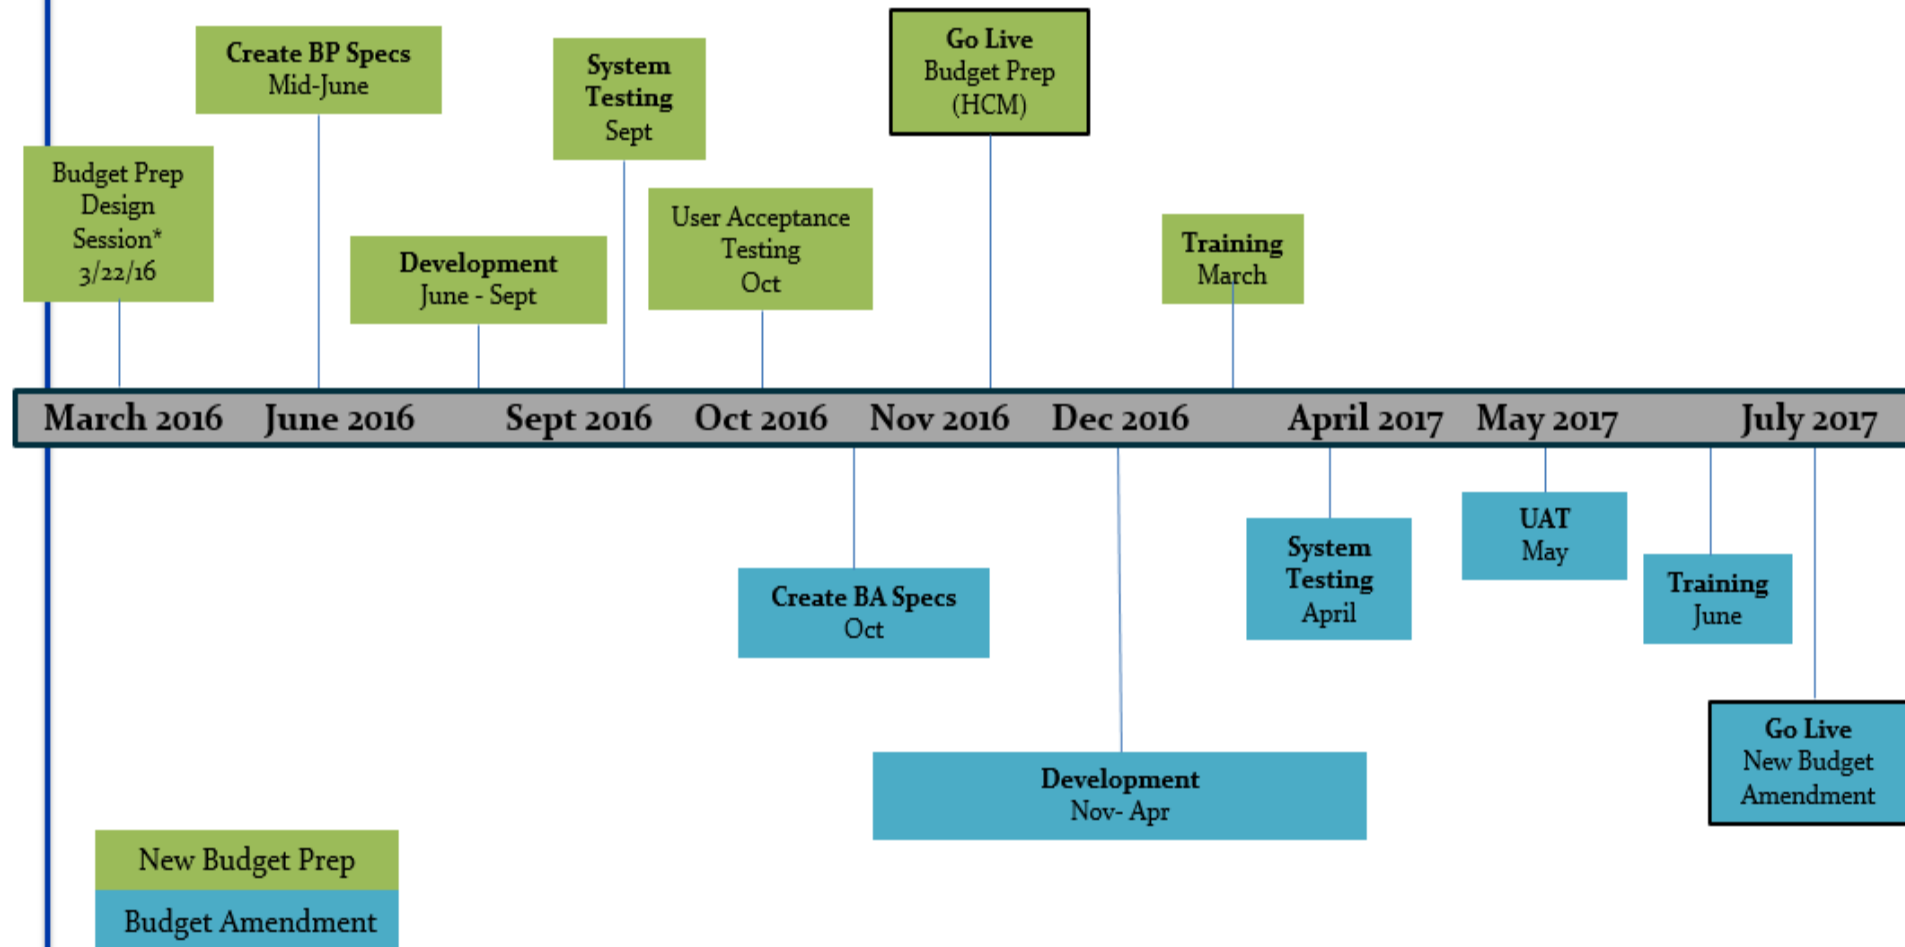 Create BP Specs
Mid-June
System
Testing
Sept
Go Live
Budget Prep
(HCM)
Budget Prep
Design
Session*
3/22/16
Development
June - Sept
User Acceptance
Testing
Oct
Training
March
March 2016 June 2016 Sept 2016 Oct 2016 Nov 2016 Dec 2016 April 2017 May 2017 July 2017
Create BA Specs
Oct
System
Testing
April
UAT
May
Training
June
Development
Nov- Apr
Go Live
New Budget
Amendment
New Budget Prep
Budget Amendment